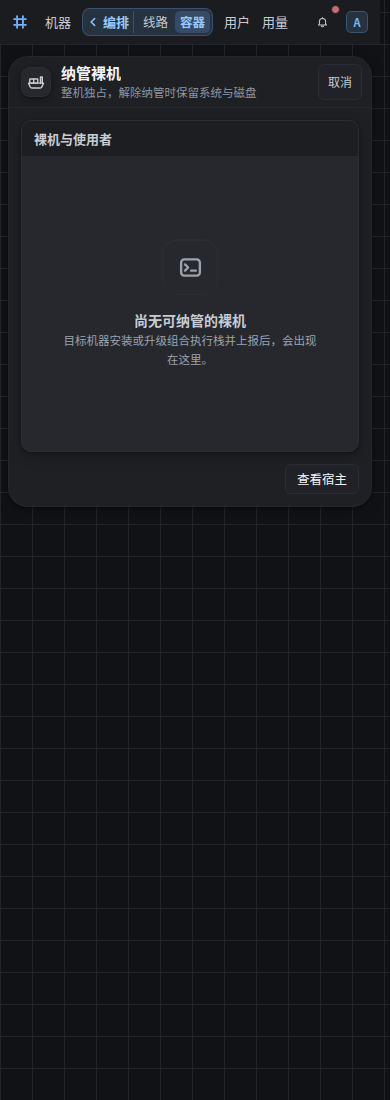 机器 编排 线路 容器 用户 用量 A
纳管裸机
整机独占，解除纳管时保留系统与磁盘
取消
裸机与使用者
尚无可纳管的裸机
目标机器安装或升级组合执行栈并上报后，会出现
在这里。
查看宿主